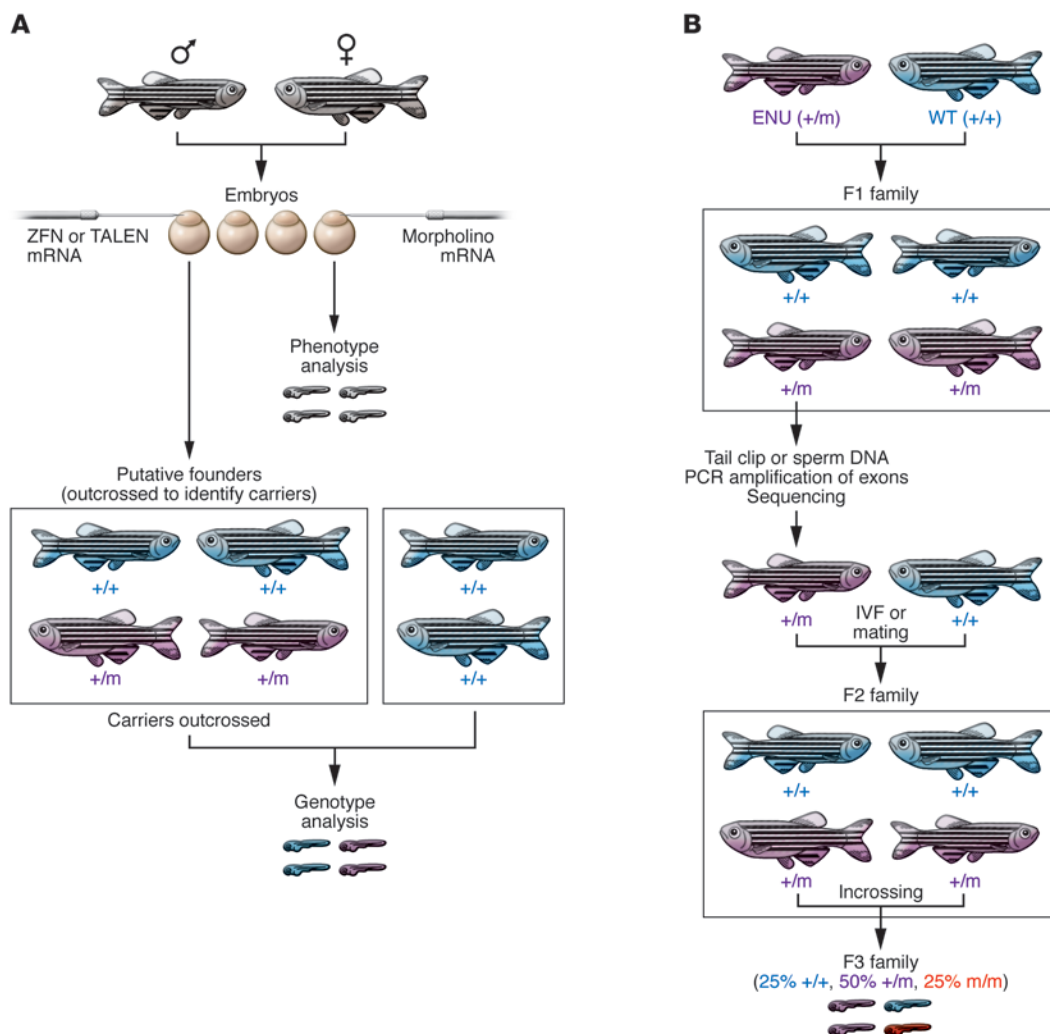 A
♂
♀
Embryos
ZFN or TALEN
mRNA
Morpholino
mRNA
Phenotype
analysis
Putative founders
(outcrossed to identify carriers)
+/+
+/+
+/+
+/m
+/m
+/+
Carriers outcrossed
Genotype
analysis
B
ENU (+/m)
WT (+/+)
F1 family
+/+
+/+
+/m
+/m
Tail clip or sperm DNA
PCR amplification of exons
Sequencing
+/m
IVF or
mating
+/+
F2 family
+/+
+/+
+/m
Incrossing
+/m
F3 family
(25% +/+, 50% +/m, 25% m/m)